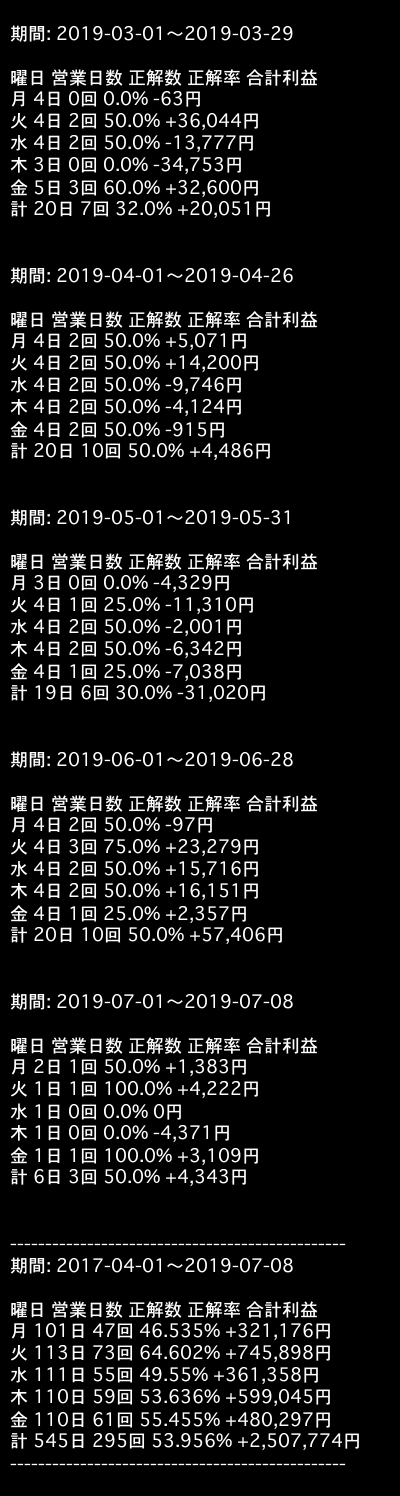 期間: 2019-03-01～2019-03-29
曜日 営業日数 正解数 正解率 合計利益
月 4日 0回 0.0% -63円
火 4日 2回 50.0% +36,044円
水 4日 2回 50.0% -13,777円
木 3日 0回 0.0% -34,753円
金 5日 3回 60.0% +32,600円
計 20日 7回 32.0% +20,051円
期間: 2019-04-01～2019-04-26
曜日 営業日数 正解数 正解率 合計利益
月 4日 2回 50.0% +5,071円
火 4日 2回 50.0% +14,200円
水 4日 2回 50.0% -9,746円
木 4日 2回 50.0% -4,124円
金 4日 2回 50.0% -915円
計 20日 10回 50.0% +4,486円
期間: 2019-05-01～2019-05-31
曜日 営業日数 正解数 正解率 合計利益
月 3日 0回 0.0% -4,329円
火 4日 1回 25.0% -11,310円
水 4日 2回 50.0% -2,001円
木 4日 2回 50.0% -6,342円
金 4日 1回 25.0% -7,038円
計 19日 6回 30.0% -31,020円
期間: 2019-06-01～2019-06-28
曜日 営業日数 正解数 正解率 合計利益
月 4日 2回 50.0% -97円
火 4日 3回 75.0% +23,279円
水 4日 2回 50.0% +15,716円
木 4日 2回 50.0% +16,151円
金 4日 1回 25.0% +2,357円
計 20日 10回 50.0% +57,406円
期間: 2019-07-01～2019-07-08
曜日 営業日数 正解数 正解率 合計利益
月 2日 1回 50.0% +1,383円
火 1日 1回 100.0% +4,222円
水 1日 0回 0.0% 0円
木 1日 0回 0.0% -4,371円
金 1日 1回 100.0% +3,109円
計 6日 3回 50.0% +4,343円
------------------------------------------------
期間: 2017-04-01～2019-07-08
曜日 営業日数 正解数 正解率 合計利益
月 101日 47回 46.535% +321,176円
火 113日 73回 64.602% +745,898円
水 111日 55回 49.55% +361,358円
木 110日 59回 53.636% +599,045円
金 110日 61回 55.455% +480,297円
計 545日 295回 53.956% +2,507,774円
------------------------------------------------